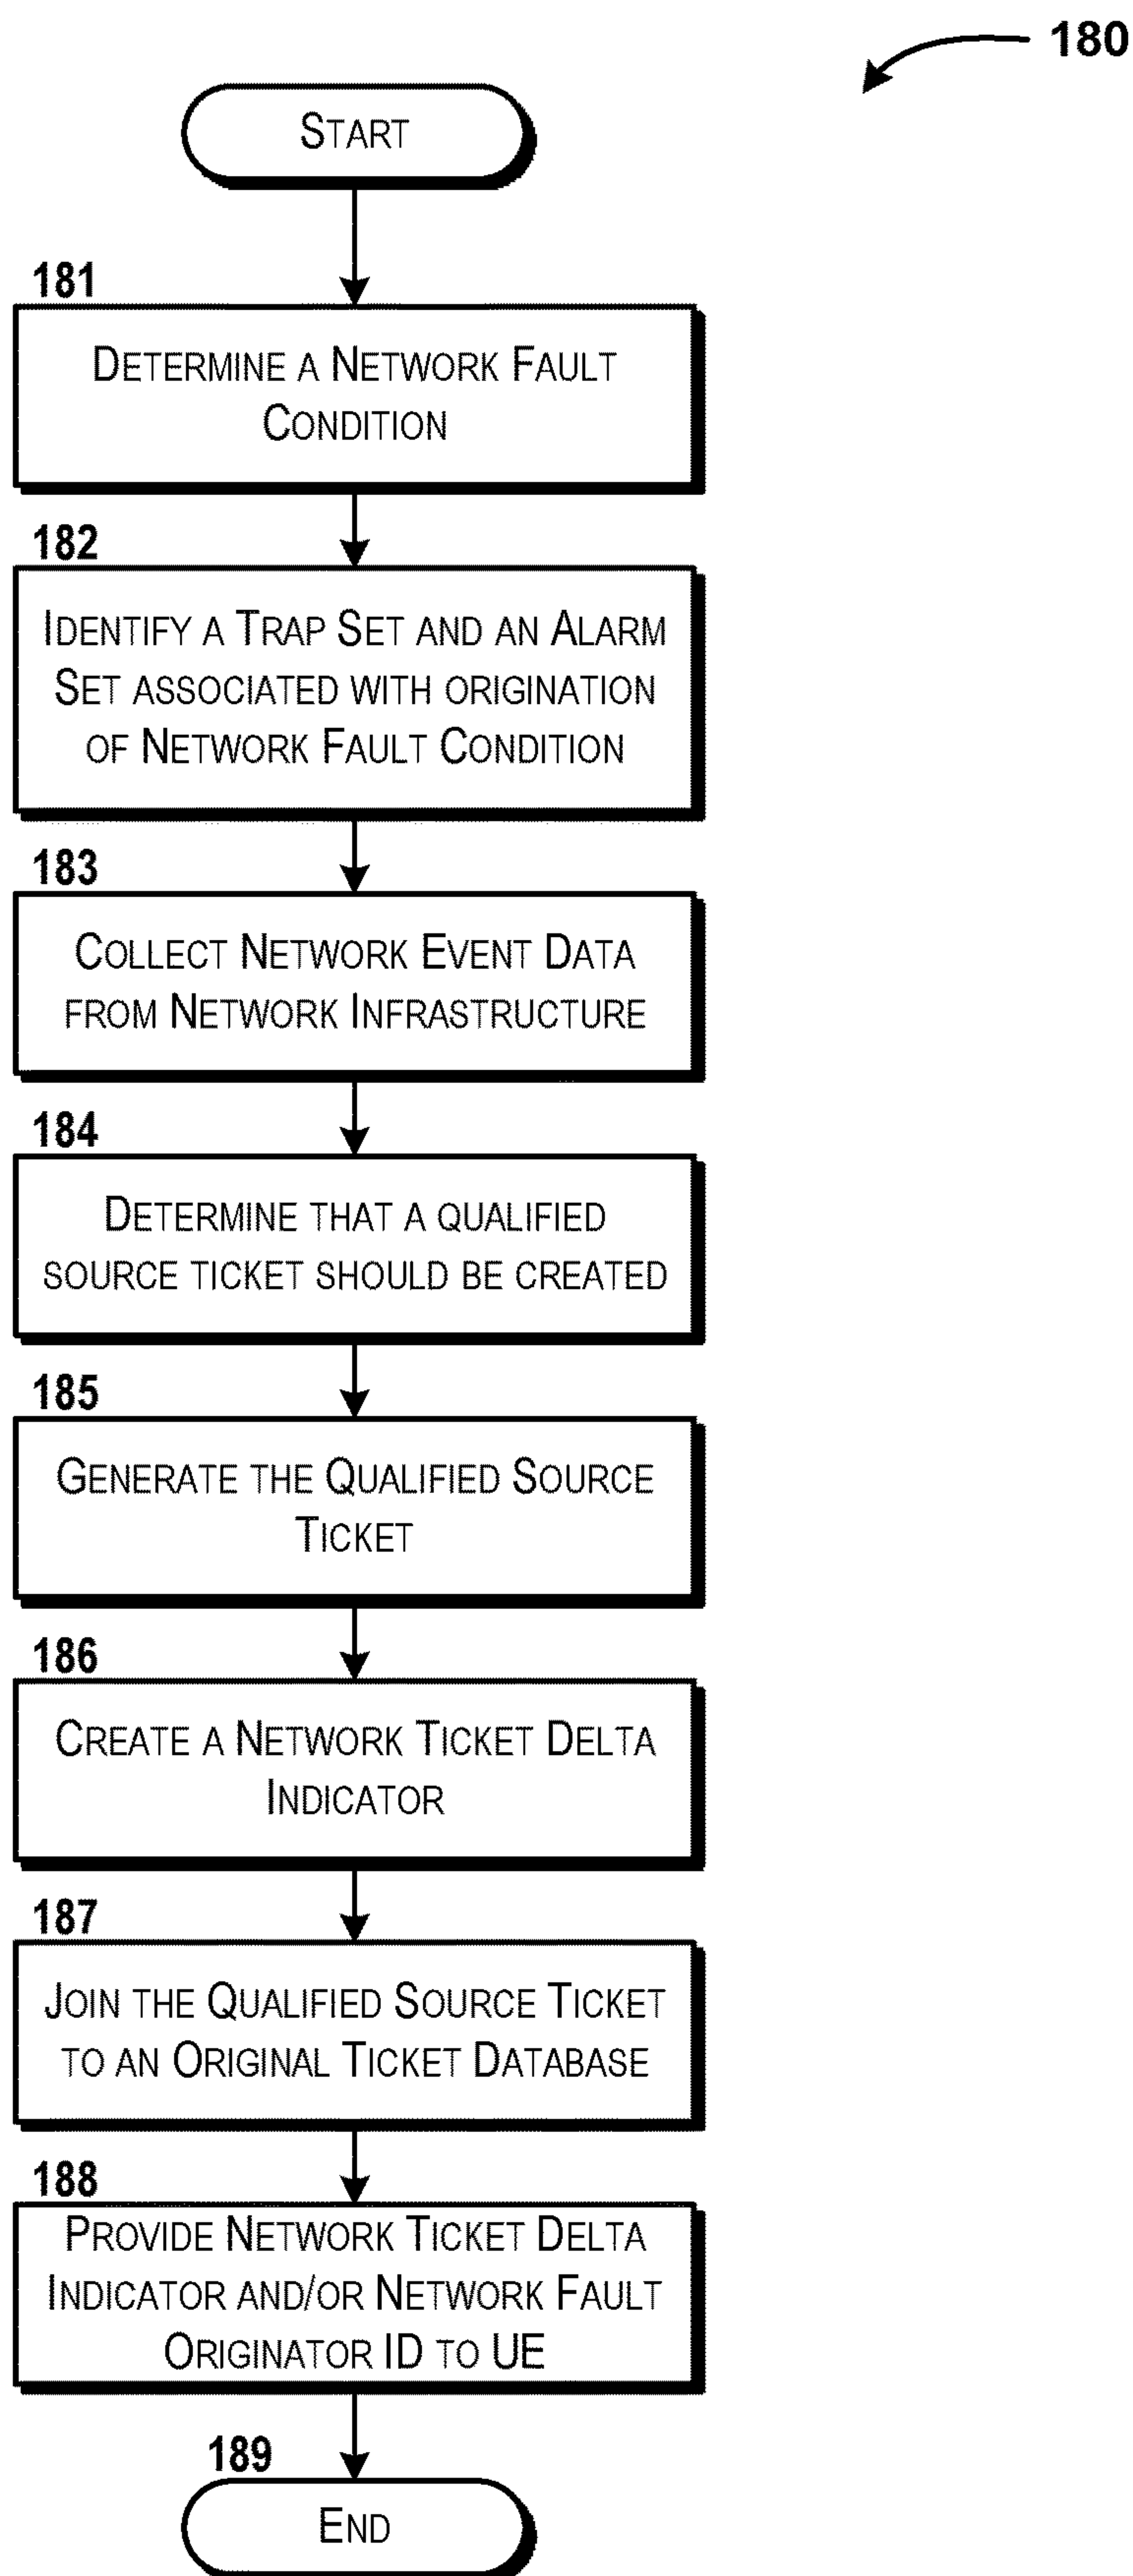 180
START
181
DETERMINE A NETWORK FAULT
CONDITION
182
IDENTIFY A TRAP SET AND AN ALARM
SET ASSOCIATED WITH ORIGINATION
OF NETWORK FAULT CONDITION
183
COLLECT NETWORK EVENT DATA
FROM NETWORK INFRASTRUCTURE
184
DETERMINE THAT A QUALIFIED
SOURCE TICKET SHOULD BE CREATED
185
GENERATE THE QUALIFIED SOURCE
TICKET
186
CREATE A NETWORK TICKET DELTA
INDICATOR
187
JOIN THE QUALIFIED SOURCE TICKET
TO AN ORIGINAL TICKET DATABASE
188
PROVIDE NETWORK TICKET DELTA
INDICATOR AND/OR NETWORK FAULT
ORIGINATOR ID TO UE
189
END